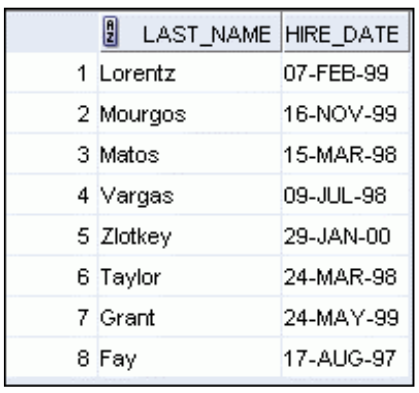 LAST_NAME HIRE_DATE
1 Lorentz 07-FEB-99
2 Mourgos 16-NOV-99
3 Matos 15-MAR-98
4 Vargas 09-JUL-98
5 Zlotkey 29-JAN-00
6 Taylor 24-MAR-98
7 Grant 24-MAY-99
8 Fay 17-AUG-97